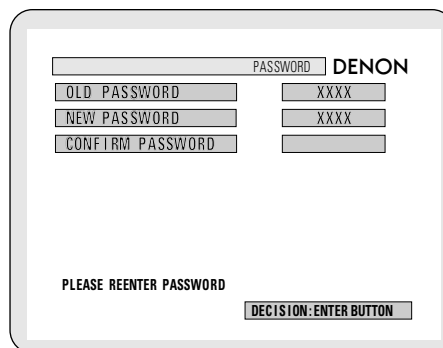 PASSWORD DENON
OLD PASSWORD XXXX
NEW PASSWORD XXXX
CONFIRM PASSWORD
PLEASE REENTER PASSWORD
DECISION:ENTER BUTTON